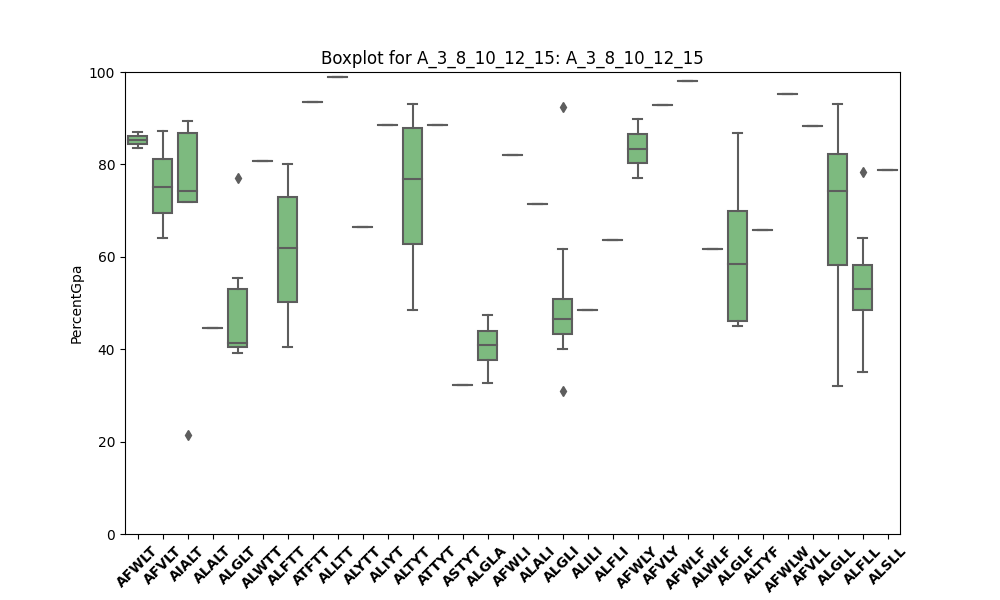 Boxplot for A_3_8_10_12_15: A_3_8_10_12_15
100
80
60
40
20
0
PercentGpa
AFWLT
AFVLT
AIALT
ALALT
ALGLT
ALWTT
ALFTT
ATFTT
ALLTT
ALYTT
ALIYT
ALTYT
ATTYT
ASTYT
ALGLA
AFWLI
ALALI
ALGLI
ALILI
ALFLI
AFWLY
AFVLY
AFWLF
ALWLF
ALGLF
ALTYF
AFWLW
AFVLL
ALGLL
ALFLL
ALSLL